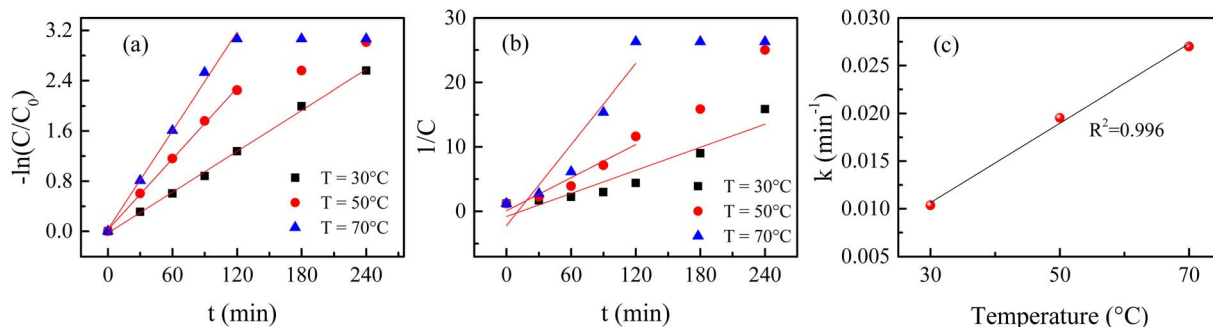 (a)
3.2
2.4
1.6
0.8
0.0
-ln(C/C₀)
T = 30°C
T = 50°C
T = 70°C
0 60 120 180 240
t (min)
(b)
30
20
10
0
1/C
T = 30°C
T = 50°C
T = 70°C
0 60 120 180 240
t (min)
(c)
0.030
0.025
0.020
0.015
0.010
0.005
k (min⁻¹)
R²=0.996
30 50 70
Temperature (°C)